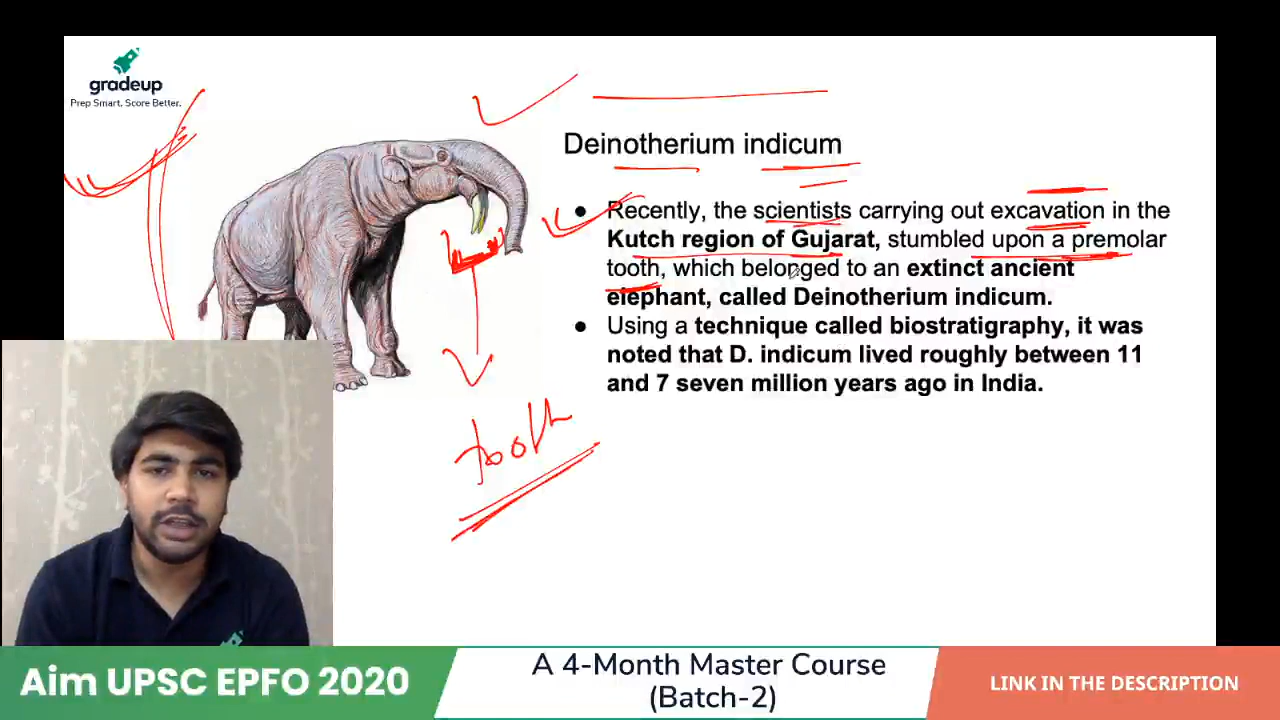 gradeup
Prep Smart. Score Better.
Deinotherium indicum
● Recently, the scientists carrying out excavation in the
Kutch region of Gujarat, stumbled upon a premolar
tooth, which belonged to an extinct ancient
elephant, called Deinotherium indicum.
● Using a technique called biostratigraphy, it was
noted that D. indicum lived roughly between 11
and 7 seven million years ago in India.
tooth
Aim UPSC EPFO 2020
A 4-Month Master Course
(Batch-2)
LINK IN THE DESCRIPTION